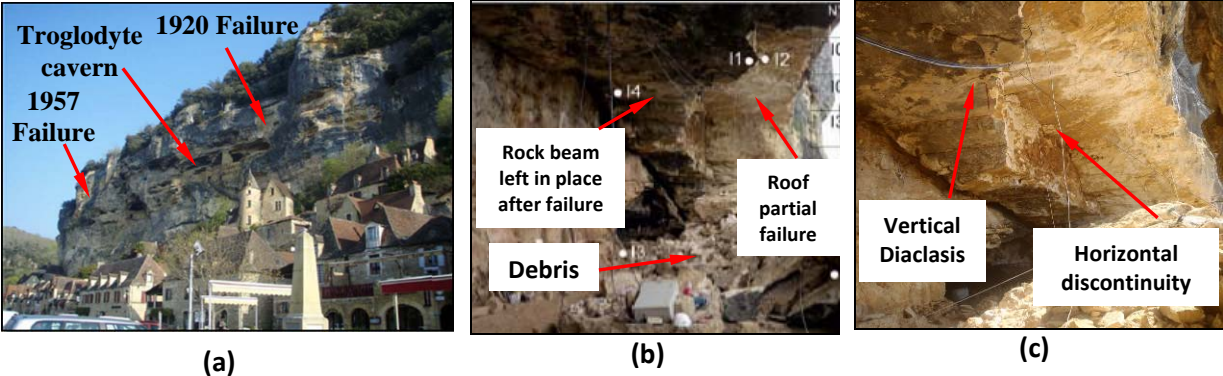 Troglodyte
cavern
1920 Failure
1957
Failure
(a)
I1
I2
I4
Rock beam
left in place
after failure
Roof
partial
failure
Debris
(b)
Vertical
Diaclasis
Horizontal
discontinuity
(c)